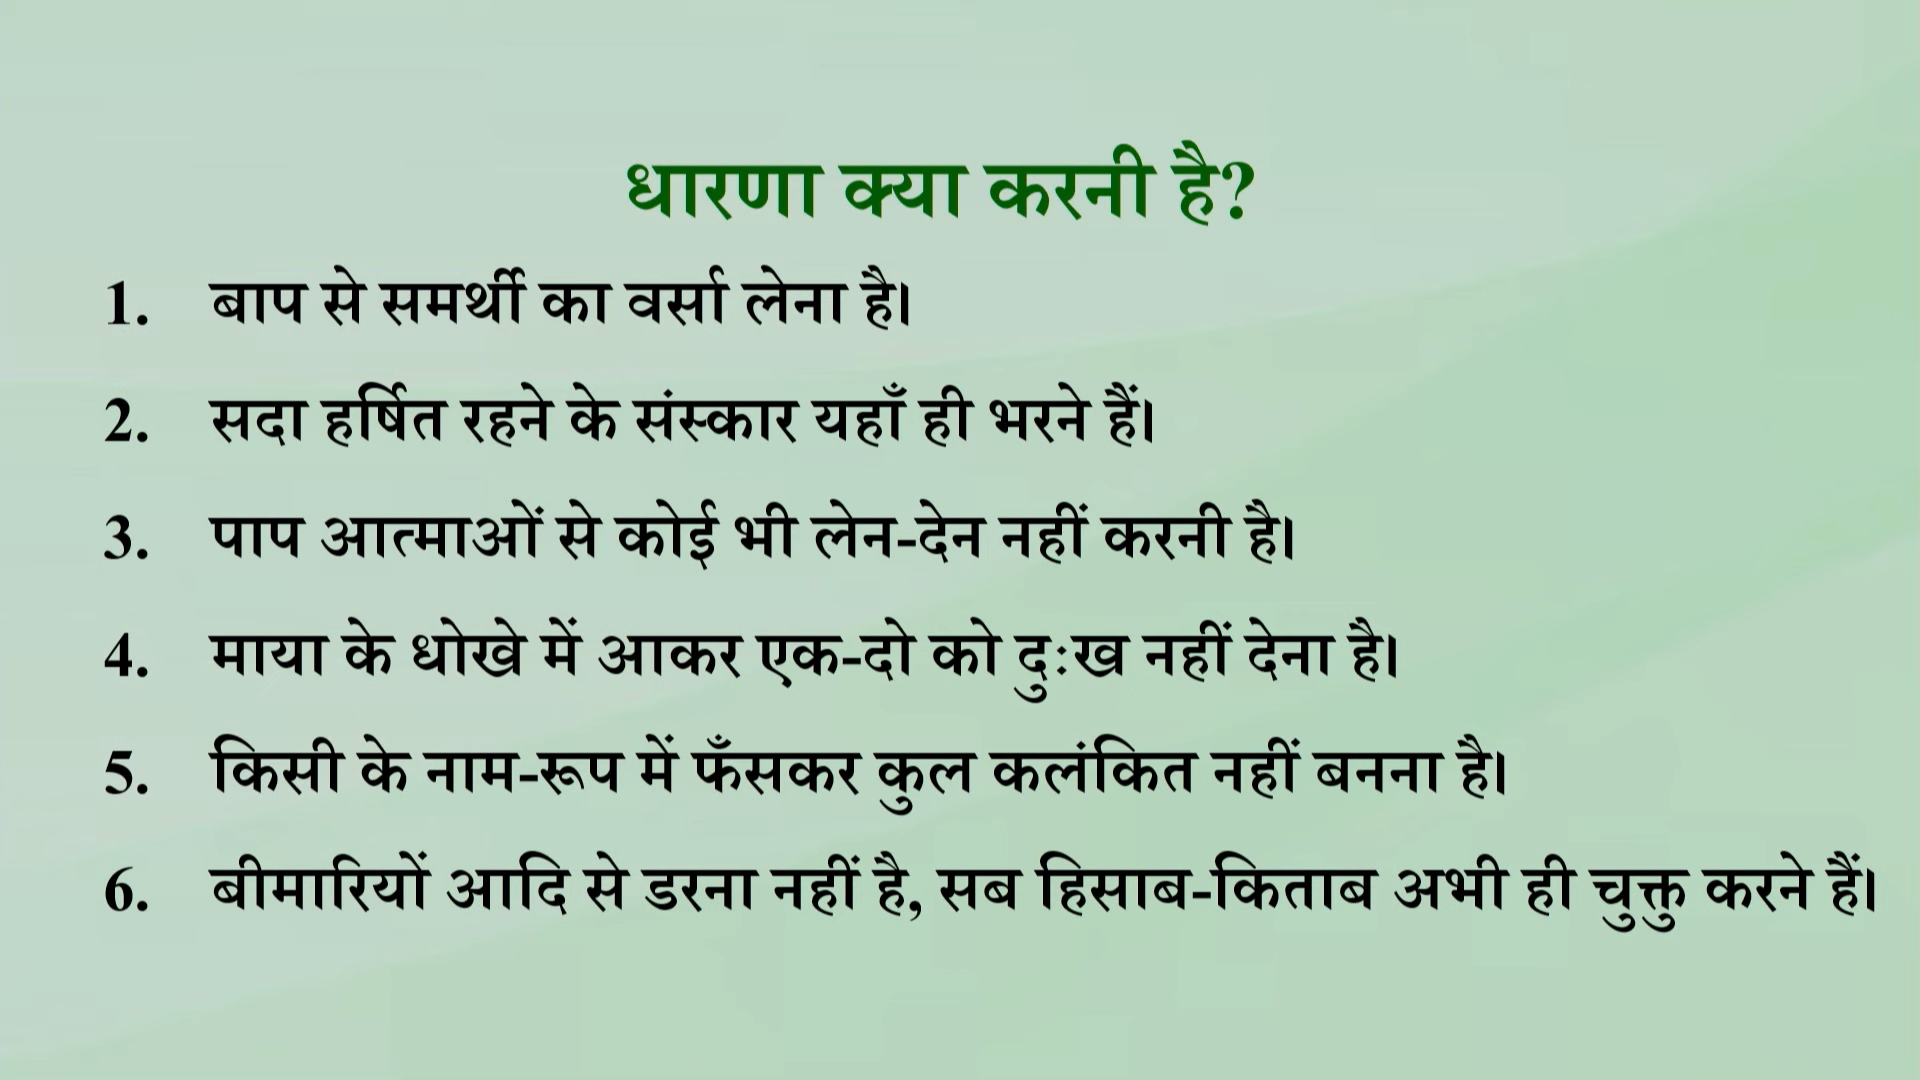 धारणा क्या करनी है?
1. बाप से समर्थी का वर्सा लेना है।
2. सदा हर्षित रहने के संस्कार यहाँ ही भरने हैं।
3. पाप आत्माओं से कोई भी लेन-देन नहीं करनी है।
4. माया के धोखे में आकर एक-दो को दुःख नहीं देना है।
5. किसी के नाम-रूप में फँसकर कुल कलंकित नहीं बनना है।
6. बीमारियों आदि से डरना नहीं है, सब हिसाब-किताब अभी ही चुक्तु करने हैं।